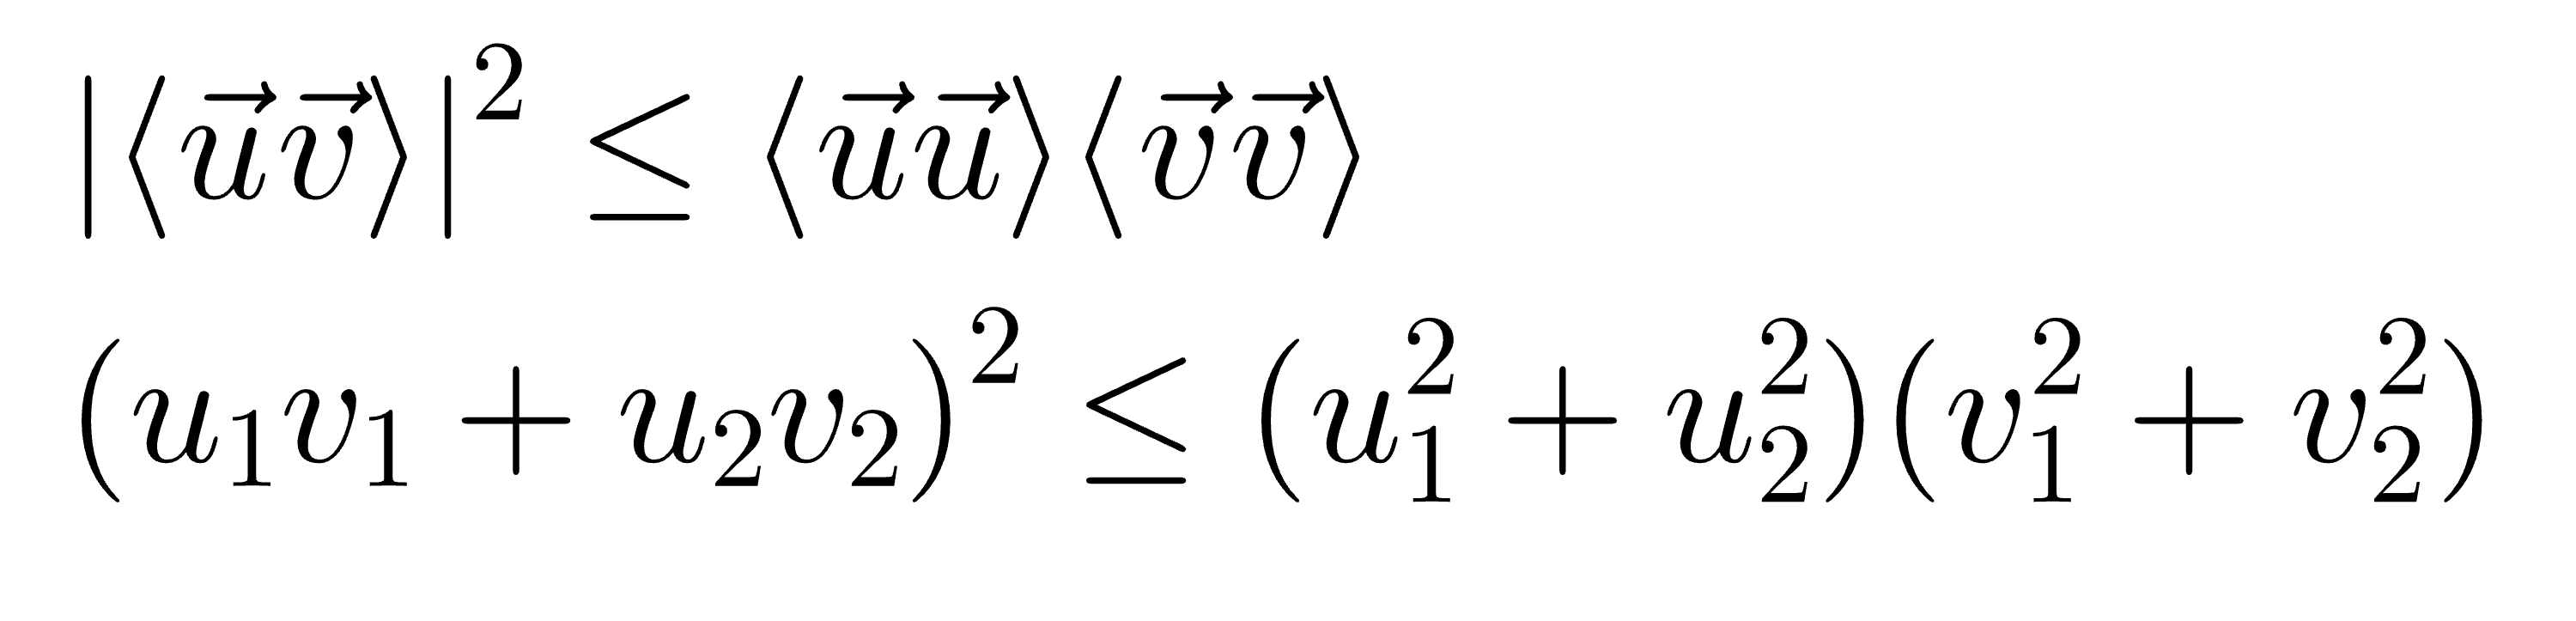 |⟨u⃗v⃗⟩|² ≤ ⟨u⃗u⃗⟩⟨v⃗v⃗⟩
(u₁v₁ + u₂v₂)² ≤ (u₁² + u₂²)(v₁² + v₂²)